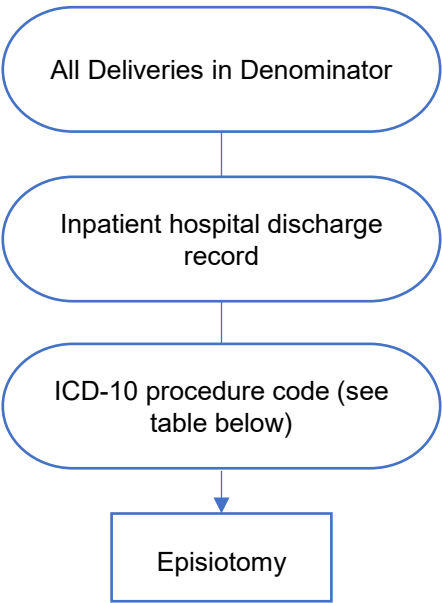 All Deliveries in Denominator
Inpatient hospital discharge
record
ICD-10 procedure code (see
table below)
Episiotomy